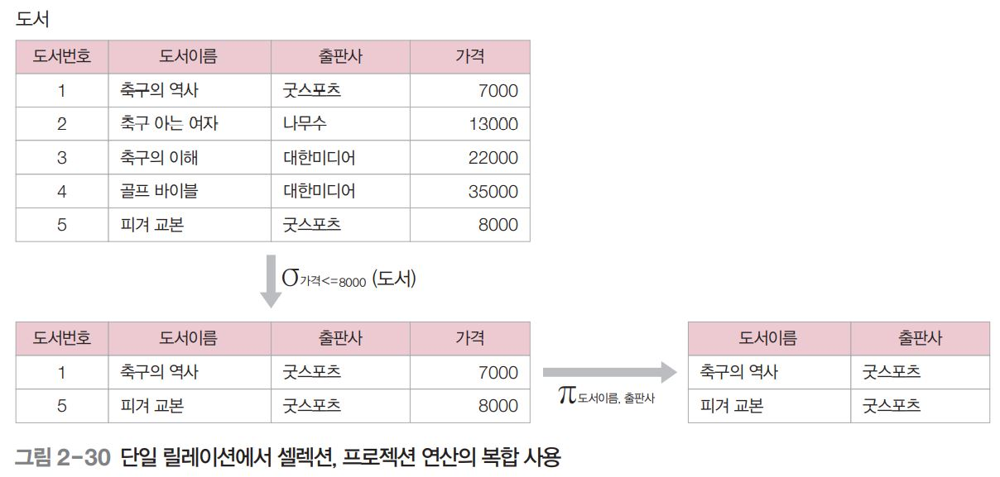 도서
도서번호 도서이름 출판사 가격
1 축구의 역사 굿스포츠 7000
2 축구 아는 여자 나무수 13000
3 축구의 이해 대한미디어 22000
4 골프 바이블 대한미디어 35000
5 피겨 교본 굿스포츠 8000
σ가격<=8000 (도서)
도서번호 도서이름 출판사 가격
1 축구의 역사 굿스포츠 7000
5 피겨 교본 굿스포츠 8000
π도서이름, 출판사
도서이름 출판사
축구의 역사 굿스포츠
피겨 교본 굿스포츠
그림 2-30 단일 릴레이션에서 셀렉션, 프로젝션 연산의 복합 사용